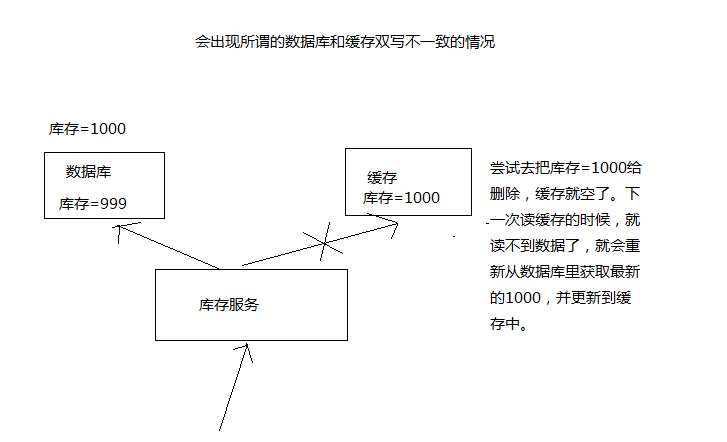 会出现所谓的数据库和缓存双写不一致的情况
库存=1000
数据库
库存=999
缓存
库存=1000
尝试去把库存=1000给
删除，缓存就空了。下
一次读缓存的时候，就
读不到数据了，就会重
新从数据库里获取最新
的1000，并更新到缓
存中。
库存服务